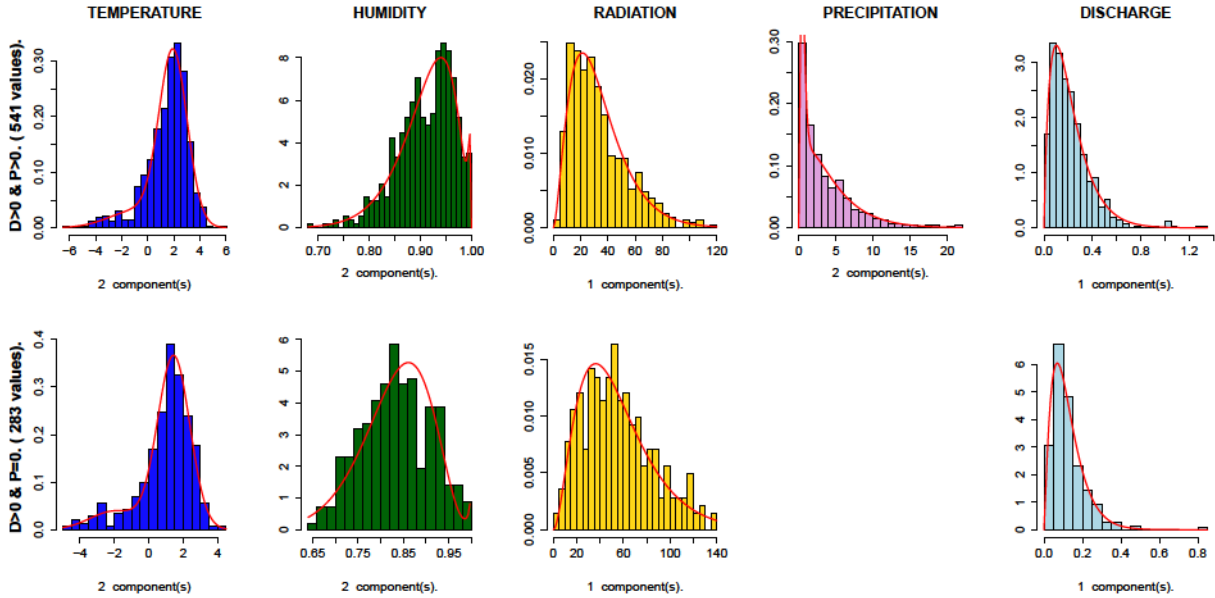 TEMPERATURE HUMIDITY RADIATION PRECIPITATION DISCHARGE
D>0 & P>0. ( 541 values).
0.00 0.10 0.20 0.30
-6 -4 -2 0 2 4 6
2 component(s)
0 2 4 6 8
0.70 0.80 0.90 1.00
2 component(s).
0.000 0.010 0.020
0 20 40 60 80 120
1 component(s).
0.00 0.10 0.20 0.30
0 5 10 15 20
2 component(s).
0.0 1.0 2.0 3.0
0.0 0.4 0.8 1.2
1 component(s).
D>0 & P=0, ( 283 values).
0.0 0.1 0.2 0.3 0.4
-4 -2 0 2 4
2 component(s)
0 1 2 3 4 5 6
0.65 0.75 0.85 0.95
2 component(s).
0.000 0.005 0.010 0.015
20 60 100 140
1 component(s).
0 1 2 3 4 5 6
0.0 0.2 0.4 0.6 0.8
1 component(s).